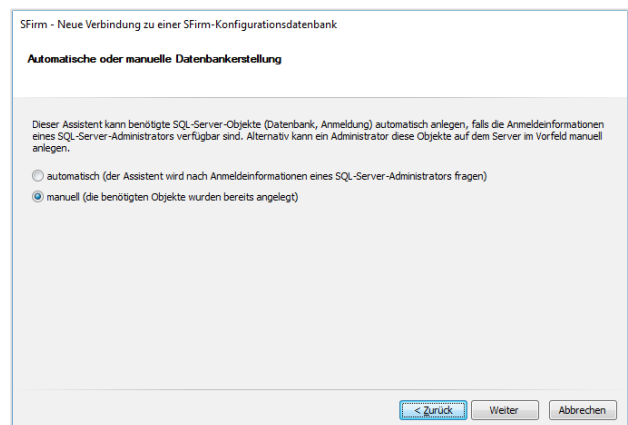 SFirm - Neue Verbindung zu einer SFirm-Konfigurationsdatenbank
Automatische oder manuelle Datenbankerstellung
Dieser Assistent kann benötigte SQL-Server-Objekte (Datenbank, Anmeldung) automatisch anlegen, falls die Anmeldeinformationen
eines SQL-Server-Administrators verfügbar sind. Alternativ kann ein Administrator diese Objekte auf dem Server im Vorfeld manuell
anlegen.
automatisch (der Assistent wird nach Anmeldeinformationen eines SQL-Server-Administrators fragen)
manuell (die benötigten Objekte wurden bereits angelegt)
< Zurück Weiter Abbrechen